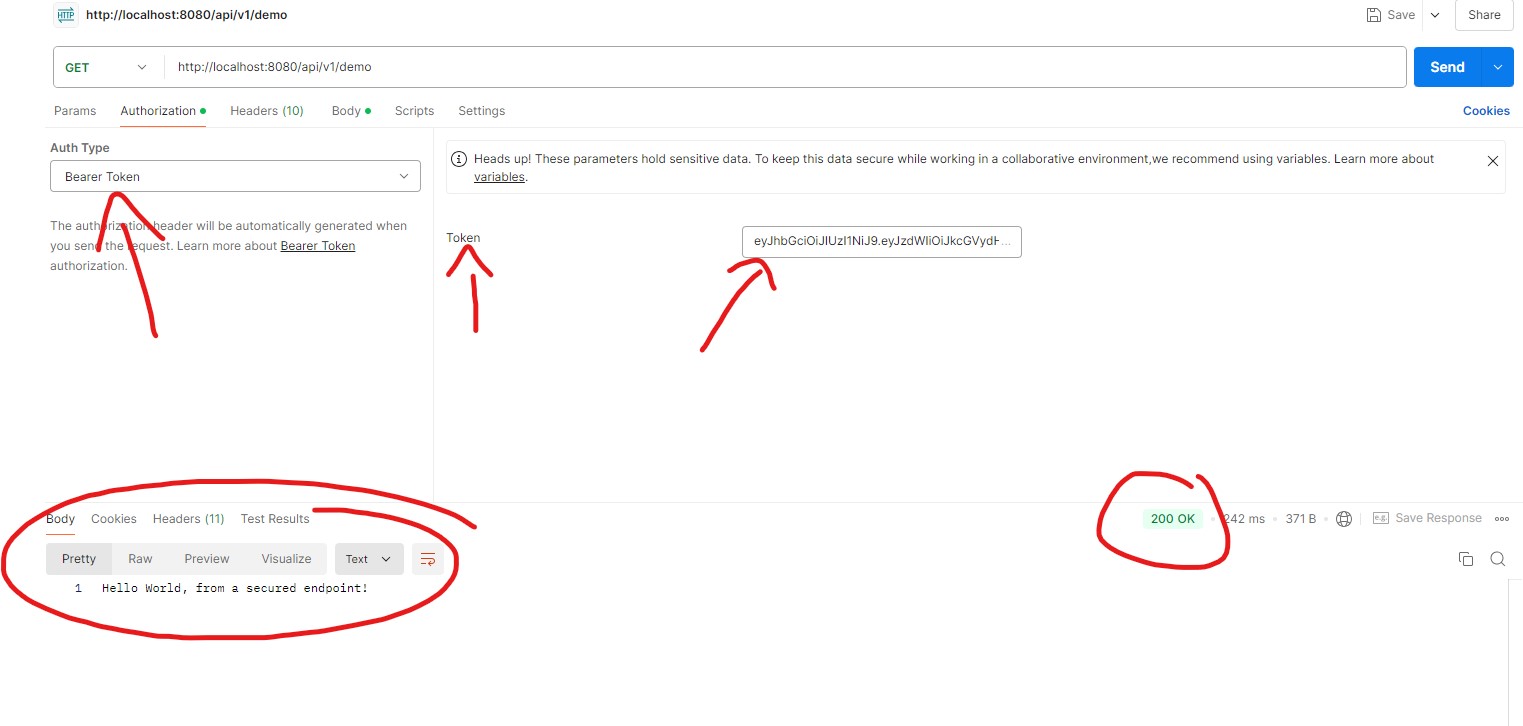 HTTP http://localhost:8080/api/v1/demo Save Share
GET http://localhost:8080/api/v1/demo Send
Params Authorization Headers (10) Body Scripts Settings Cookies
Auth Type
Bearer Token
The authorization header will be automatically generated when
you send the request. Learn more about Bearer Token
authorization.
Heads up! These parameters hold sensitive data. To keep this data secure while working in a collaborative environment,we recommend using variables. Learn more about
variables.
Token eyJhbGciOiJIUzI1NiJ9.eyJzdWIiOiJkcGVydH...
Body Cookies Headers (11) Test Results 200 OK 242 ms 371 B e.g. Save Response
Pretty Raw Preview Visualize Text
1 Hello World, from a secured endpoint!